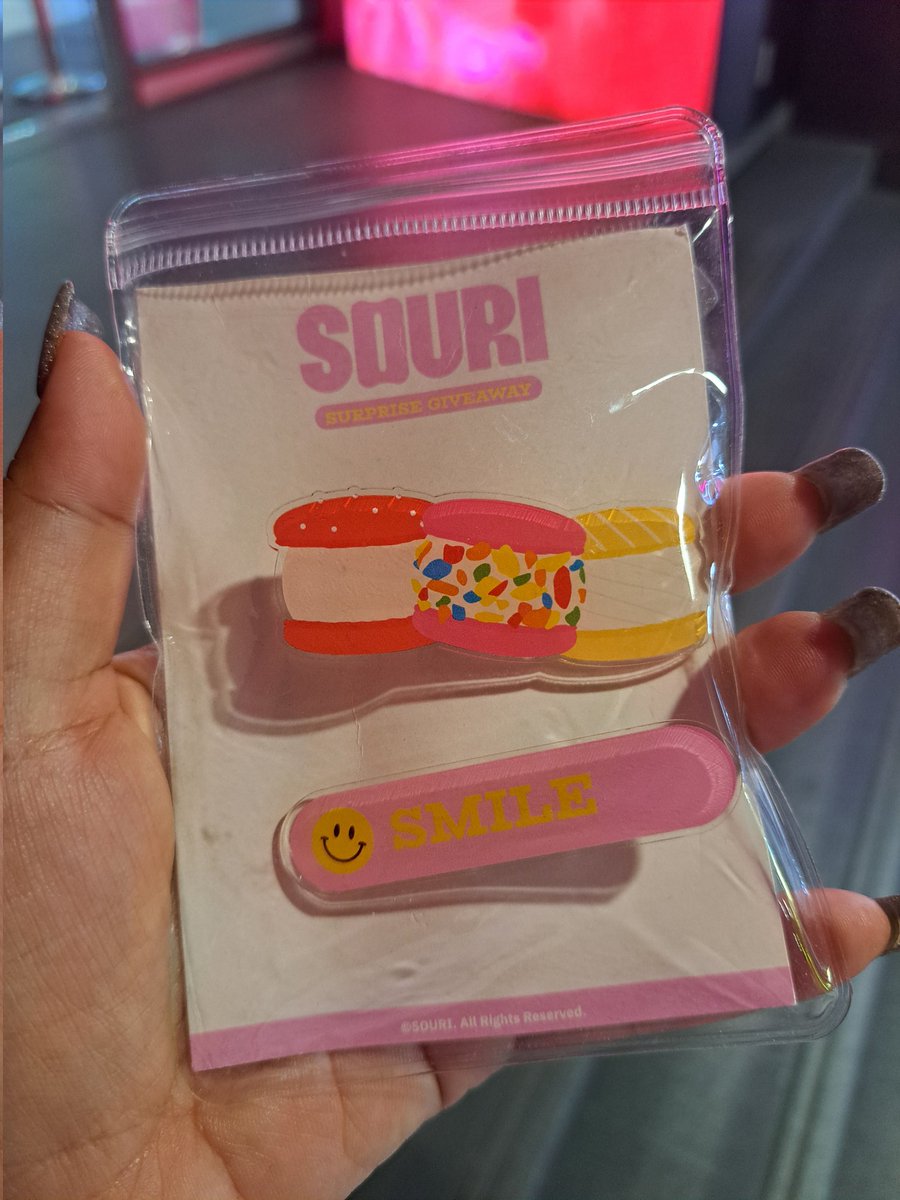 SOURI
SURPRISE GIVEAWAY
SMILE
©SOURI. All Rights Reserved.